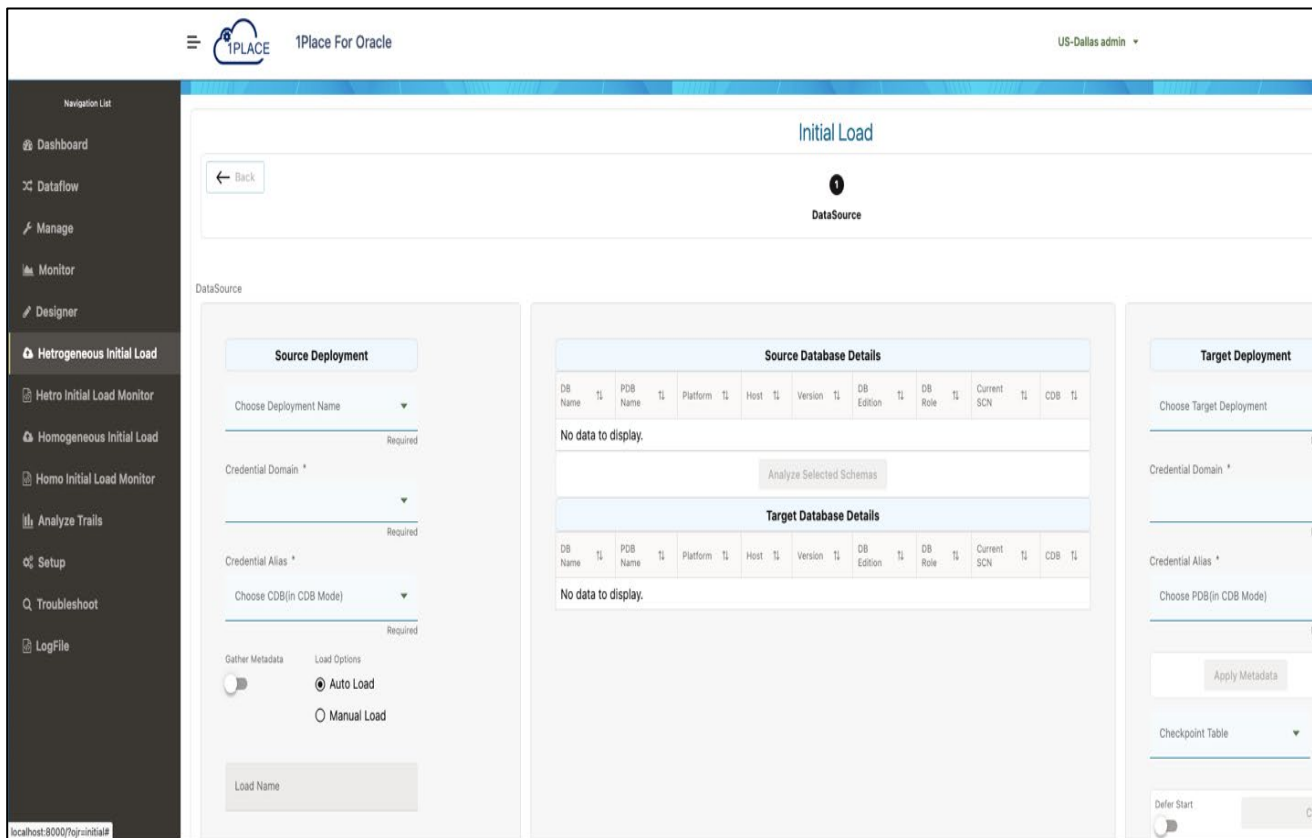 1PLACE
1Place For Oracle
US-Dallas admin
Navigation List
Dashboard
Dataflow
Manage
Monitor
Designer
Hetrogeneous Initial Load
Hetro Initial Load Monitor
Homogeneous Initial Load
Homo Initial Load Monitor
Analyze Trails
Setup
Troubleshoot
LogFile
localhost:8000/?ojr=initial#
Initial Load
Back
1
DataSource
DataSource
Source Deployment
Choose Deployment Name
Required
Credential Domain *
Required
Credential Alias *
Choose CDB(in CDB Mode)
Required
Gather Metadata Load Options
Auto Load
Manual Load
Load Name
Source Database Details
DB Name PDB Name Platform Host Version DB Edition DB Role Current SCN CDB
No data to display.
Analyze Selected Schemas
Target Database Details
DB Name PDB Name Platform Host Version DB Edition DB Role Current SCN CDB
No data to display.
Target Deployment
Choose Target Deployment
Credential Domain *
Credential Alias *
Choose PDB(in CDB Mode)
Apply Metadata
Checkpoint Table
Defer Start